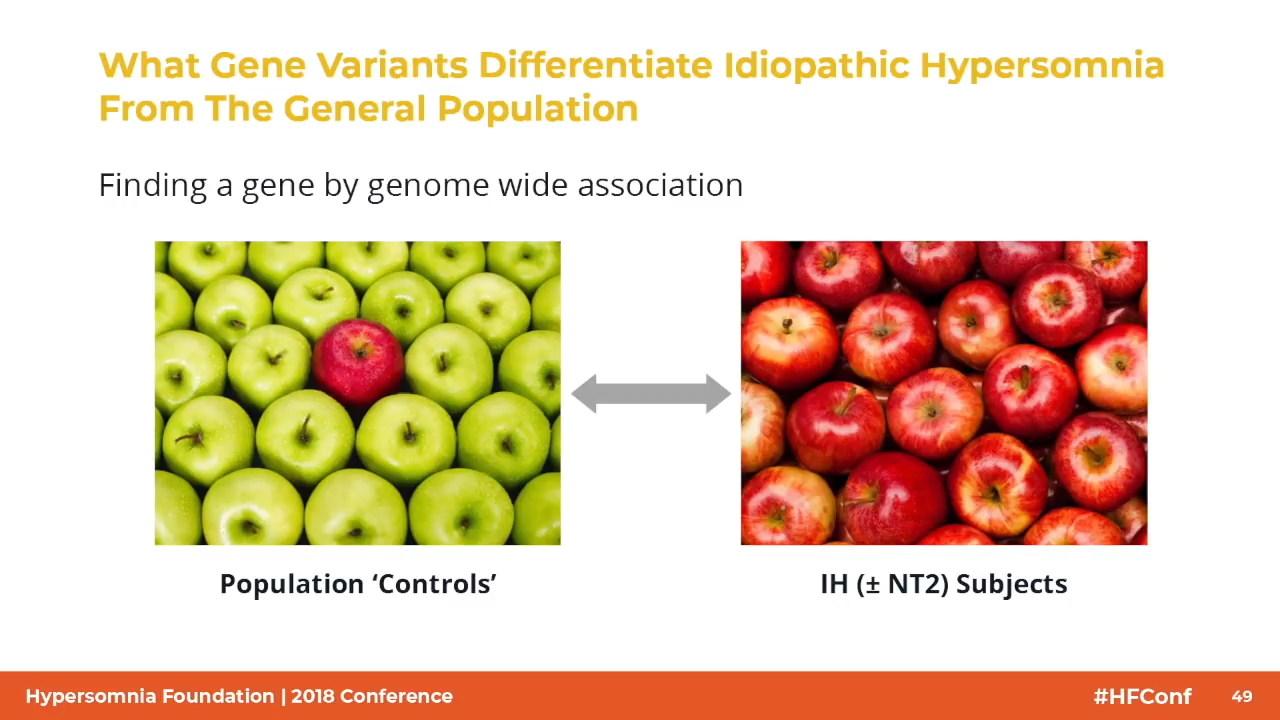 What Gene Variants Differentiate Idiopathic Hypersomnia
From The General Population
Finding a gene by genome wide association
Population ‘Controls’
IH (± NT2) Subjects
Hypersomnia Foundation | 2018 Conference
#HFConf
49